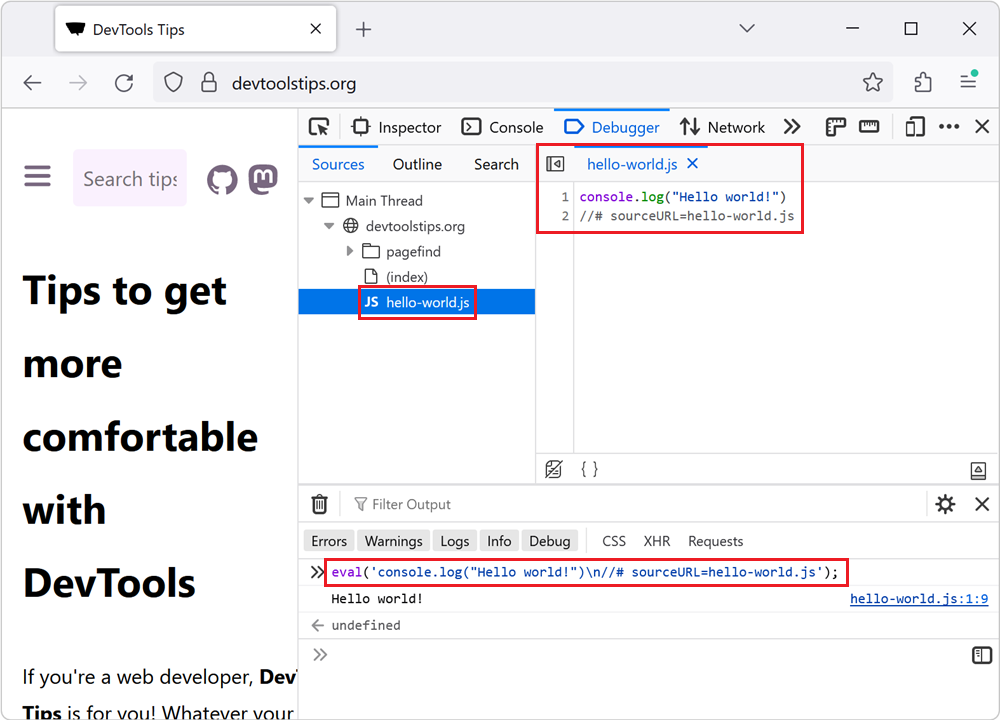 DevTools Tips
devtoolstips.org
Search tips
Tips to get
more
comfortable
with
DevTools
If you're a web developer, Dev
Tips is for you! Whatever your
Inspector Console Debugger Network
Sources Outline Search
Main Thread
devtoolstips.org
pagefind
(index)
JS hello-world.js
hello-world.js
1 console.log("Hello world!")
2 //# sourceURL=hello-world.js
{ }
Filter Output
Errors Warnings Logs Info Debug CSS XHR Requests
eval('console.log("Hello world!")\n//# sourceURL=hello-world.js');
Hello world! hello-world.js:1:9
undefined